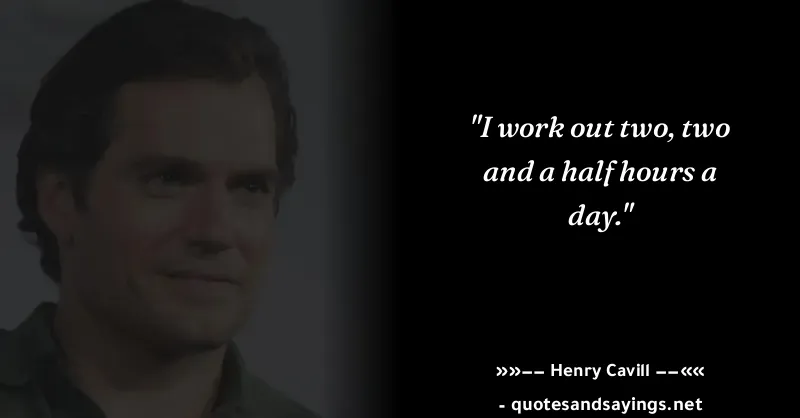 "I work out two, two
and a half hours a
day."
»»−− Henry Cavill −−««
- quotesandsayings.net